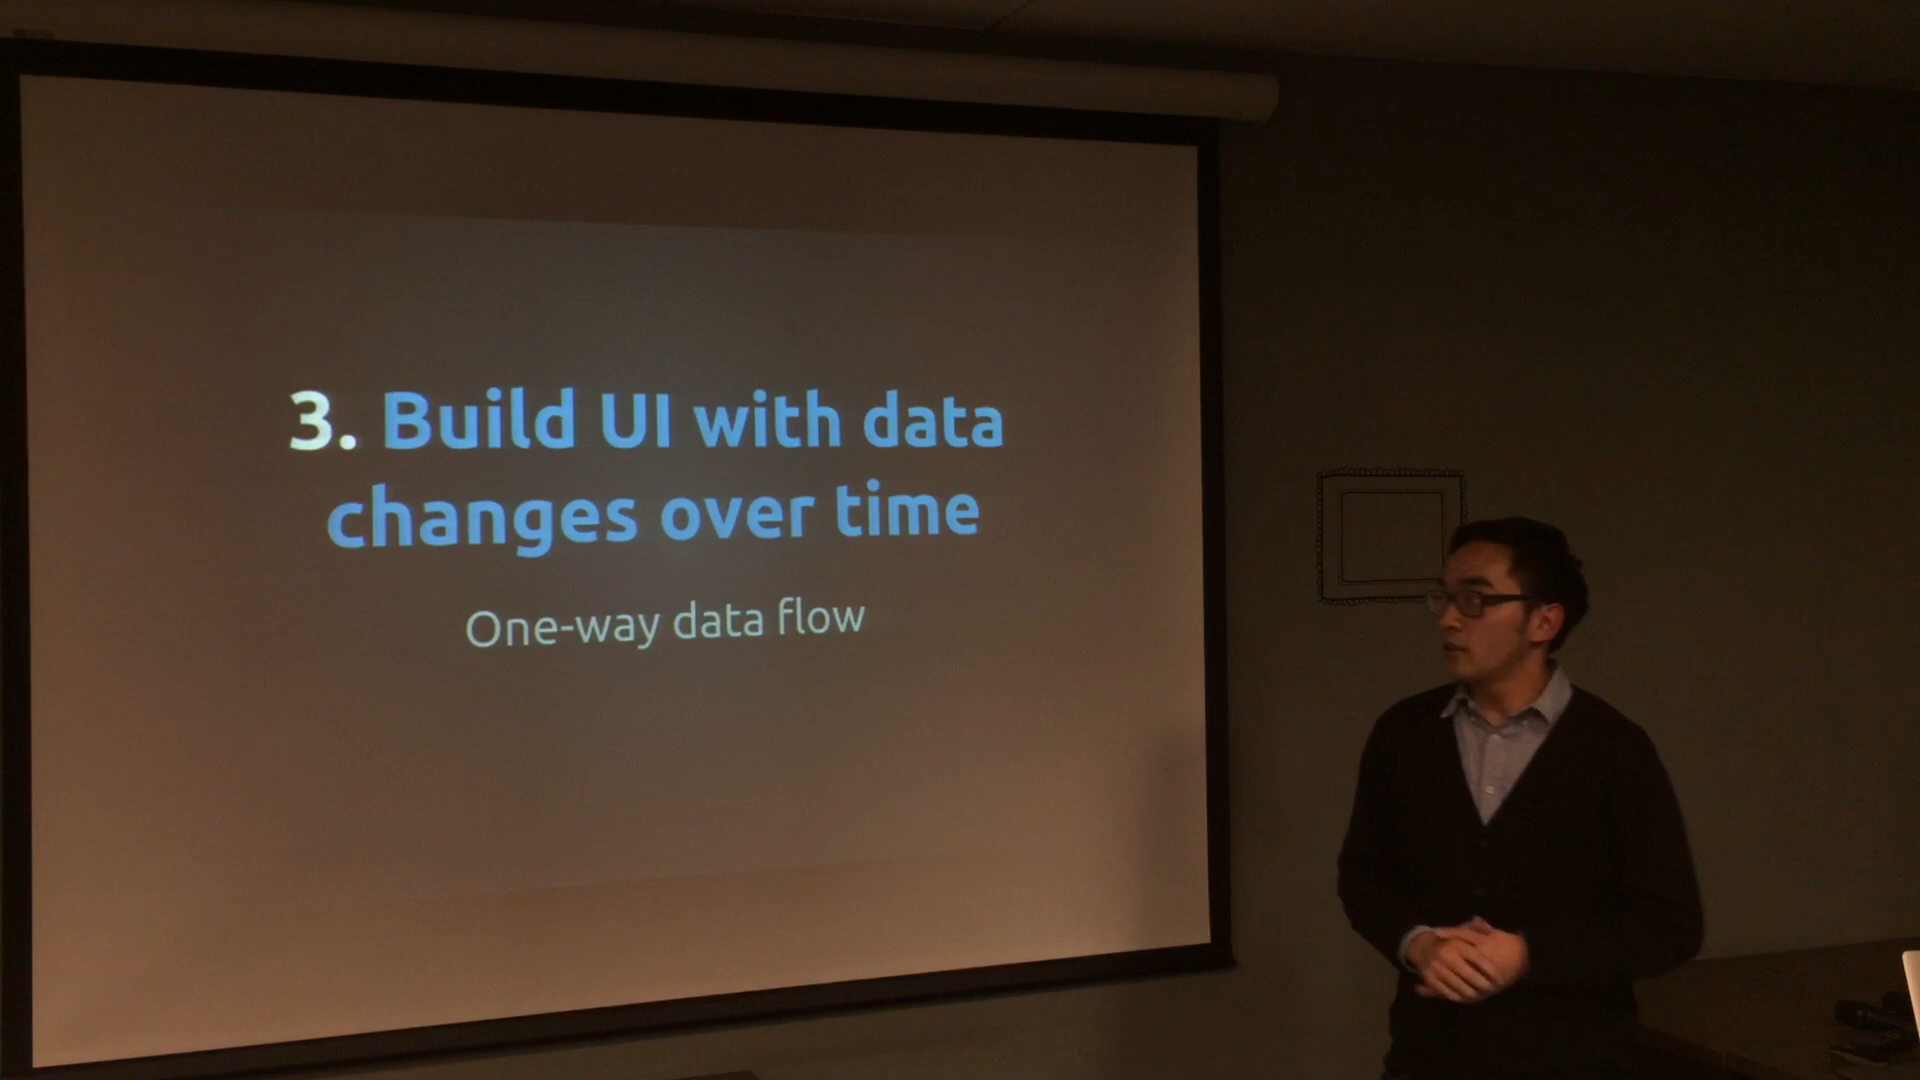 3. Build UI with data
changes over time
One-way data flow